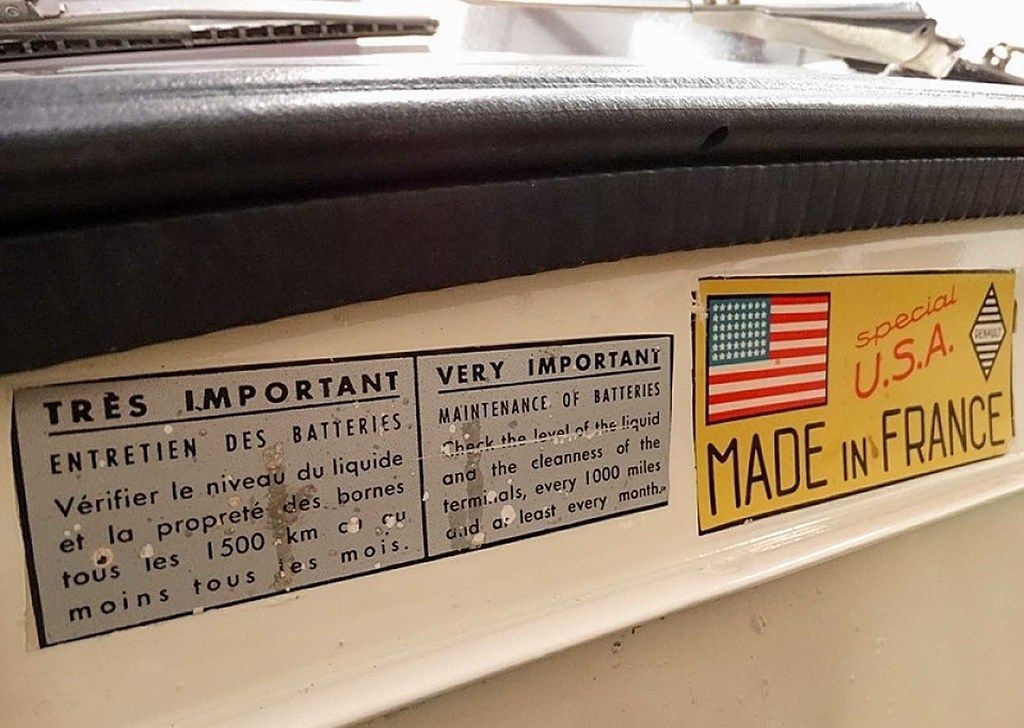 TRÈS IMPORTANT
ENTRETIEN DES BATTERIES
Vérifier le niveau du liquide
et la propreté des bornes
tous les 1500 km et au
moins tous les mois.
VERY IMPORTANT
MAINTENANCE OF BATTERIES
Check the level of the liquid
and the cleanness of the
terminals, every 1000 miles
and at least every month.
special
U.S.A.
RENAULT
MADE IN FRANCE